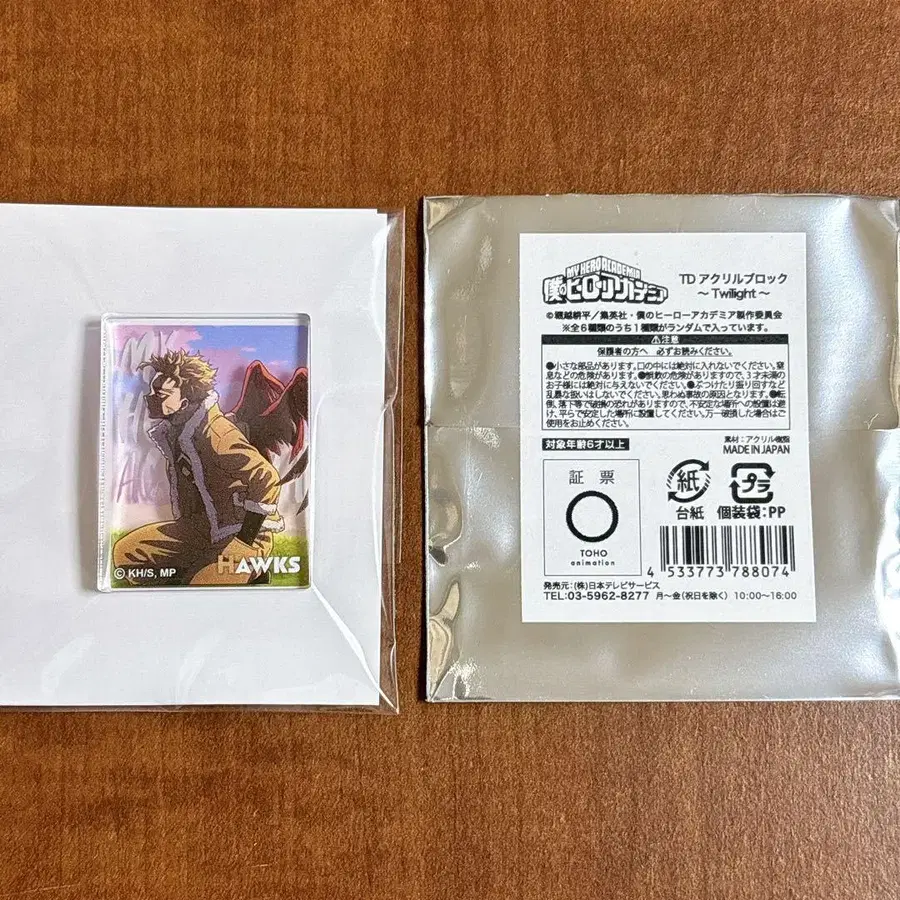 HAWKS
© KH/S, MP
MY HERO ACADEMIA
僕のヒーローアカデミア
TD アクリルブロック
～ Twilight ～
©堀越耕平／集英社・僕のヒーローアカデミア製作委員会
※全６種類のうち１種類がランダムで入っています。
⚠注意
保護者の方へ 必ずお読みください。
●小さな部品があります。口の中には絶対に入れないでください。窒
息などの危険があります。●誤飲の危険がありますので、３才未満の
お子様には絶対に与えないでください。●ぶつけたり振り回すなど
乱暴な扱いはしないでください。思わぬ事故の原因となります。●転
倒、落下等で破損の恐れがありますので、不安定な場所への設置は避
け、平らで安定した場所に設置してください。万一破損した場合はご
使用をお止めください。
対象年齢6才以上
素材：アクリル樹脂
MADE IN JAPAN
証票
TOHO
animation
紙
台紙
プラ
個装袋：PP
4 533773 788074
発売元：（株）日本テレビサービス
TEL:03-5962-8277 月～金（祝日を除く）10:00～16:00